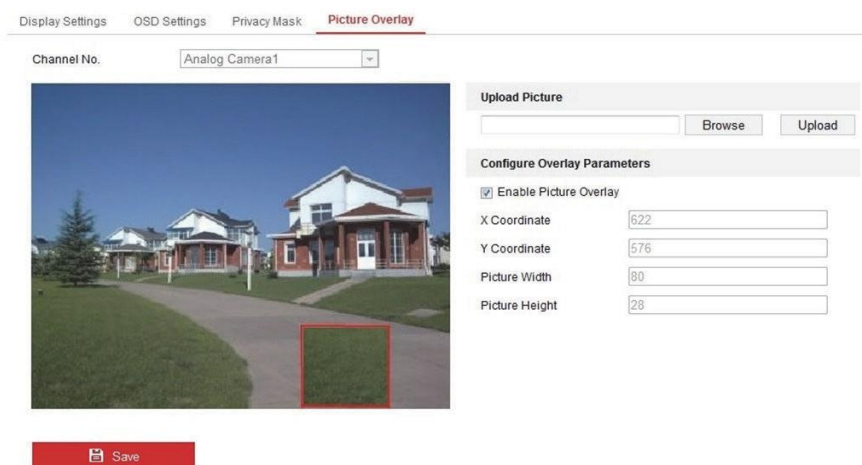 Display Settings OSD Settings Privacy Mask Picture Overlay
Channel No. Analog Camera1
Upload Picture
Browse Upload
Configure Overlay Parameters
Enable Picture Overlay
X Coordinate 622
Y Coordinate 576
Picture Width 80
Picture Height 28
Save